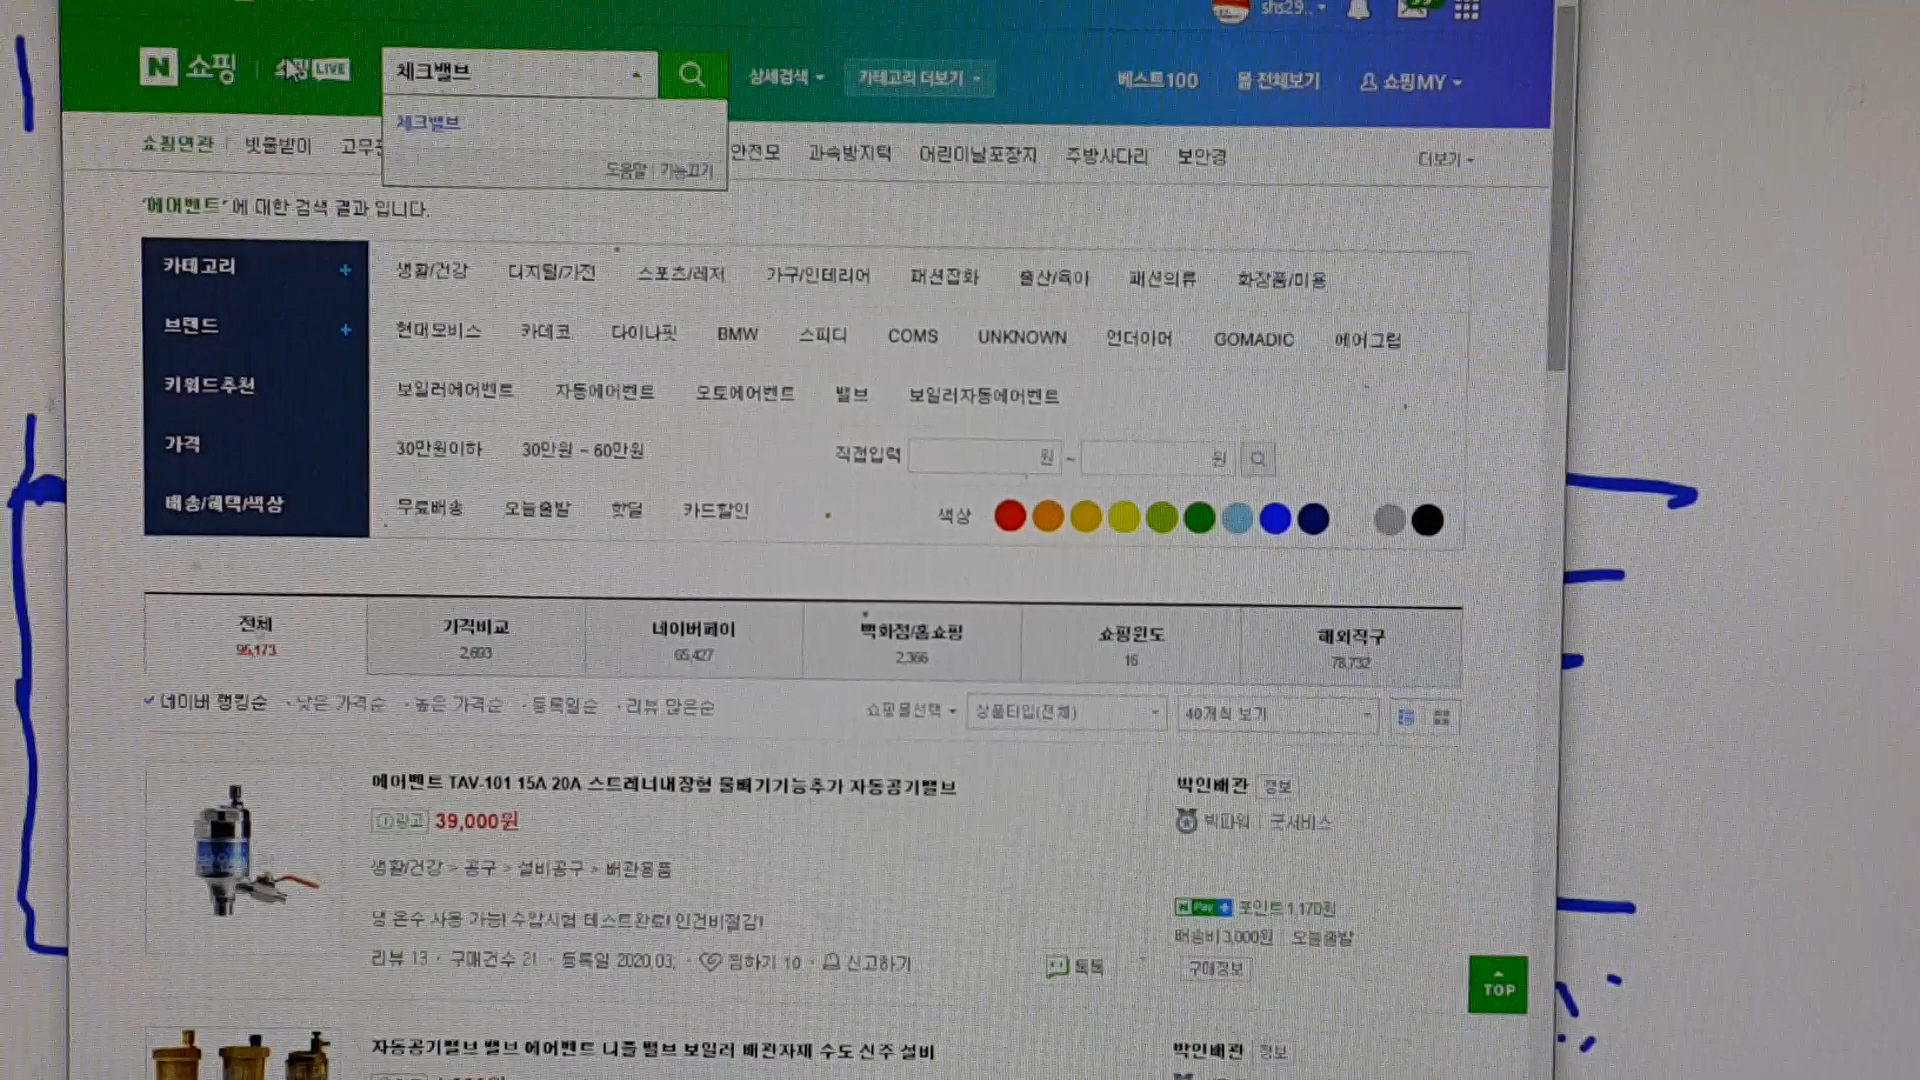 shs29..
N 쇼핑 쇼핑 LIVE 체크밸브 상세검색 카테고리 더보기 베스트100 몰 전체보기 쇼핑MY
체크밸브
도움말 기능끄기
쇼핑연관 빗물받이 안전모 과속방지턱 어린이날포장지 주방사다리 보안경 더보기
'에어벤트'에 대한 검색 결과 입니다.
카테고리 + 생활/건강 디지털/가전 스포츠/레저 가구/인테리어 패션잡화 출산/육아 패션의류 화장품/미용
브랜드 + 현대모비스 카데코 다이나핏 BMW 스피디 COMS UNKNOWN 언더아머 GOMADIC 에어그립
키워드추천 보일러에어벤트 자동에어벤트 오토에어벤트 밸브 보일러자동에어벤트
가격 30만원이하 30만원 ~ 60만원 직접입력 원 ~ 원
배송/혜택/색상 무료배송 오늘출발 핫딜 카드할인 색상
전체 가격비교 네이버페이 백화점/홈쇼핑 쇼핑윈도 해외직구
95,173 2,693 65,427 2,366 16 78,732
네이버 랭킹순 · 낮은 가격순 · 높은 가격순 · 등록일순 · 리뷰 많은순 쇼핑몰선택 상품타입(전체) 40개씩 보기
에어벤트 TAV-101 15A 20A 스트레너내장형 물빼기기능추가 자동공기밸브 박인배관 정보
광고 39,000원 빅파워 굿서비스
생활/건강 > 공구 > 설비공구 > 배관용품
냉 온수 사용 가능! 수압시험 테스트완료! 인건비절감! N Pay + 포인트 1,170원
배송비 3,000원 오늘출발
리뷰 13 · 구매건수 21 · 등록일 2020.03. · 찜하기 10 · 신고하기 톡톡 구매정보
TOP
자동공기밸브 밸브 에어벤트 니플 밸브 보일러 배관자재 수도 신주 설비 박인배관 정보